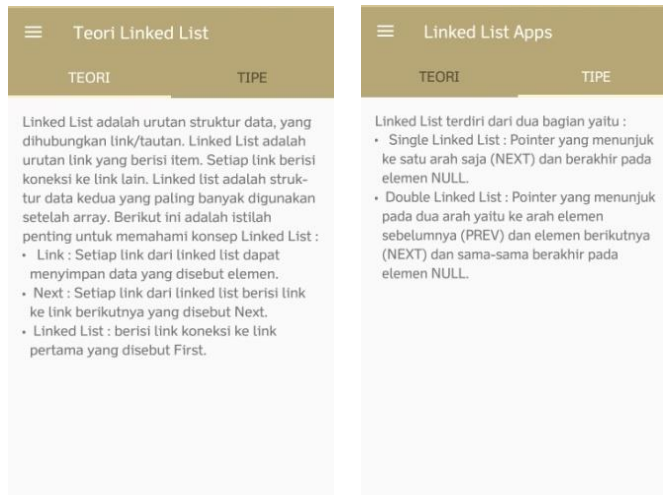 Teori Linked List
TEORI
TIPE
Linked List adalah urutan struktur data, yang
dihubungkan link/tautan. Linked List adalah
urutan link yang berisi item. Setiap link berisi
koneksi ke link lain. Linked list adalah struk-
tur data kedua yang paling banyak digunakan
setelah array. Berikut ini adalah istilah
penting untuk memahami konsep Linked List :
• Link : Setiap link dari linked list dapat
menyimpan data yang disebut elemen.
• Next : Setiap link dari linked list berisi link
ke link berikutnya yang disebut Next.
• Linked List : berisi link koneksi ke link
pertama yang disebut First.
Linked List Apps
TEORI
TIPE
Linked List terdiri dari dua bagian yaitu :
• Single Linked List : Pointer yang menunjuk
ke satu arah saja (NEXT) dan berakhir pada
elemen NULL.
• Double Linked List : Pointer yang menunjuk
pada dua arah yaitu ke arah elemen
sebelumnya (PREV) dan elemen berikutnya
(NEXT) dan sama-sama berakhir pada
elemen NULL.